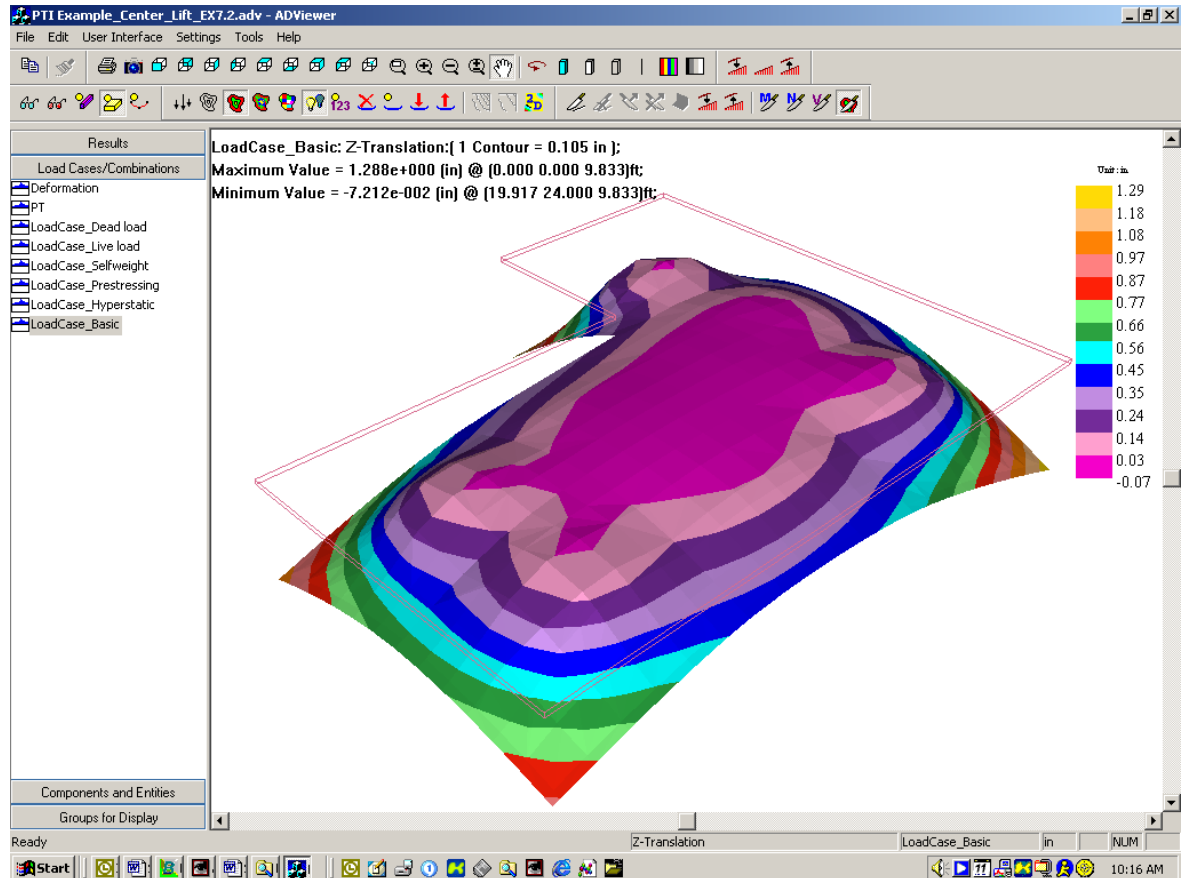 PTI Example_Center_Lift_EX7.2.adv - ADViewer
File Edit User Interface Settings Tools Help
123
2D
M N V
Results
Load Cases/Combinations
Deformation
PT
LoadCase_Dead load
LoadCase_Live load
LoadCase_Selfweight
LoadCase_Prestressing
LoadCase_Hyperstatic
LoadCase_Basic
LoadCase_Basic: Z-Translation:( 1 Contour = 0.105 in );
Maximum Value = 1.288e+000 (in) @ (0.000 0.000 9.833)ft;
Minimum Value = -7.212e-002 (in) @ (19.917 24.000 9.833)ft;
Unit : in
1.29
1.18
1.08
0.97
0.87
0.77
0.66
0.56
0.45
0.35
0.24
0.14
0.03
-0.07
Components and Entities
Groups for Display
Ready Z-Translation LoadCase_Basic in NUM
Start 10:16 AM